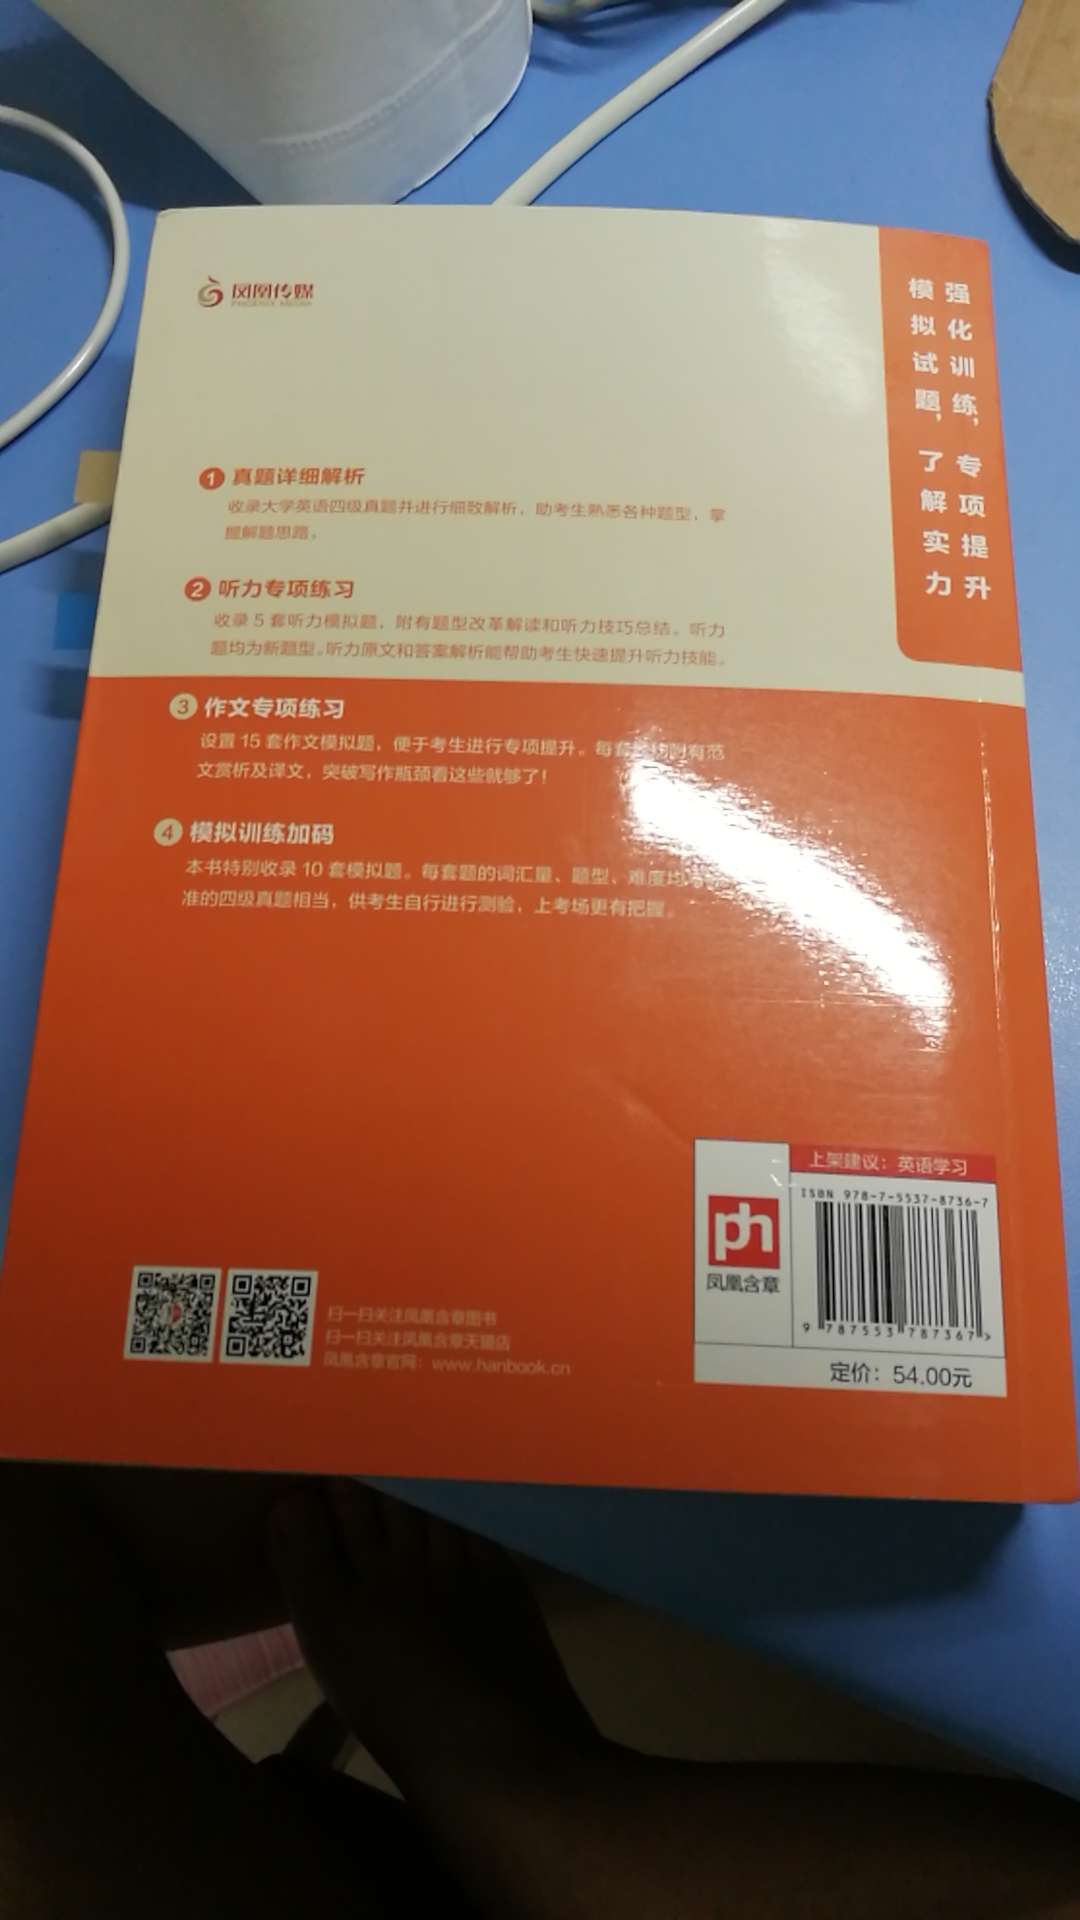 凤凰传媒
PHOENIX MEDIA
强化训练，专项提升
模拟试题，了解实力
1 真题详细解析
收录大学英语四级真题并进行细致解析，助考生熟悉各种题型，掌
握解题思路。
2 听力专项练习
收录 5 套听力模拟题，附有题型改革解读和听力技巧总结。听力
题均为新题型。听力原文和答案解析能帮助考生快速提升听力技能。
3 作文专项练习
设置 15 套作文模拟题，便于考生进行专项提升。每套 附有范
文赏析及译文，突破写作瓶颈看这些就够了！
4 模拟训练加码
本书特别收录 10 套模拟题。每套题的词汇量、题型、难度均
准的四级真题相当，供考生自行进行测验，上考场更有把握。
上架建议：英语学习
ISBN 978-7-5537-8736-7
ph
凤凰含章
9 787553 787367 >
定价：54.00元
扫一扫关注凤凰含章图书
扫一扫关注凤凰含章天猫店
凤凰含章官网：www.hanbook.cn